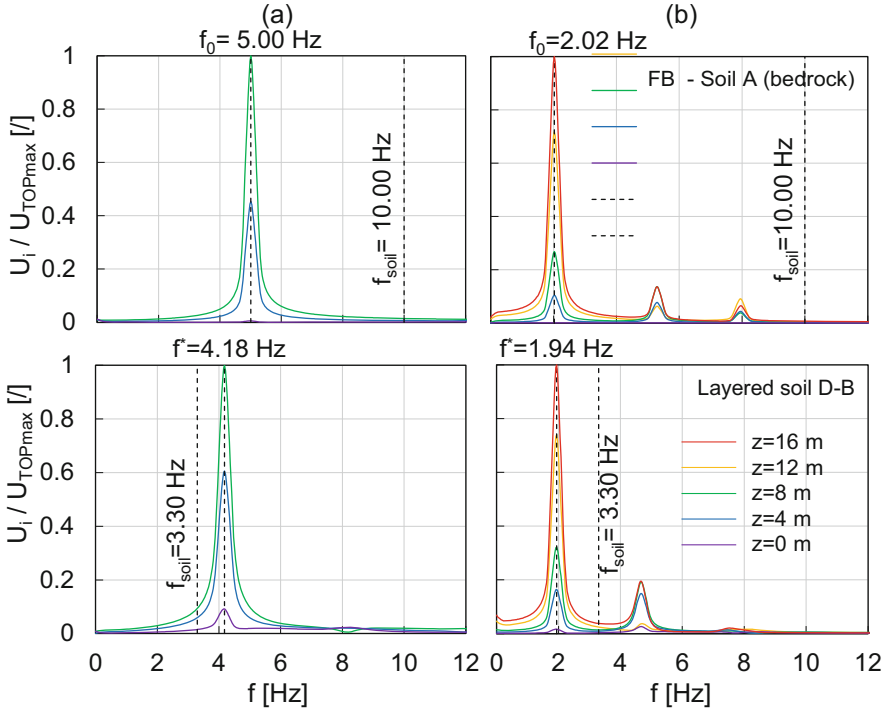 (a)
(b)
f0= 5.00 Hz
f0=2.02 Hz
1
0.8
0.6
0.4
0.2
0
Ui / UTOPmax [/]
fsoil= 10.00 Hz
FB - Soil A (bedrock)
fsoil=10.00 Hz
f*=4.18 Hz
f*=1.94 Hz
1
0.8
0.6
0.4
0.2
0
Ui / UTOPmax [/]
fsoil=3.30 Hz
Layered soil D-B
fsoil= 3.30 Hz
z=16 m
z=12 m
z=8 m
z=4 m
z=0 m
0 2 4 6 8 10 12
0 2 4 6 8 10 12
f [Hz]
f [Hz]